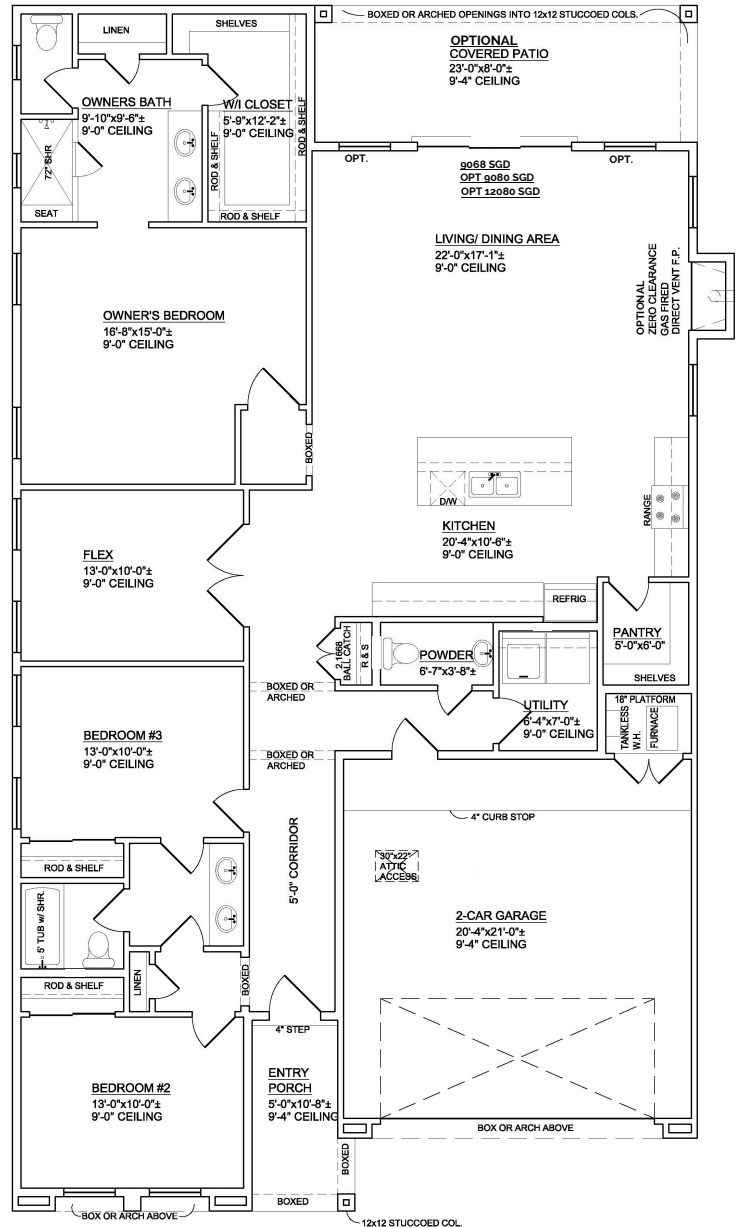 BOXED OR ARCHED OPENINGS INTO 12x12 STUCCOED COLS.
OPTIONAL
COVERED PATIO
23'-0"x8'-0"±
9'-4" CEILING
LINEN
SHELVES
OWNERS BATH
9'-10"x9'-6"±
9'-0" CEILING
W/I CLOSET
5'-9"x12'-2"±
9'-0" CEILING
ROD & SHELF
ROD & SHELF
ROD & SHELF
72" SHR
SEAT
OPT.
OPT.
9068 SGD
OPT 9080 SGD
OPT 12080 SGD
LIVING/ DINING AREA
22'-0"x17'-1"±
9'-0" CEILING
OPTIONAL
ZERO CLEARANCE
GAS FIRED
DIRECT VENT F.P.
OWNER'S BEDROOM
16'-8"x15'-0"±
9'-0" CEILING
BOXED
D/W
RANGE
KITCHEN
20'-4"x10'-6"±
9'-0" CEILING
FLEX
13'-0"x10'-0"±
9'-0" CEILING
REFRIG
PANTRY
5'-0"x6'-0"
SHELVES
2,1668
BALL CATCH
R & S
POWDER
6'-7"x3'-8"±
BOXED OR
ARCHED
UTILITY
6'-4"x7'-0"±
9'-0" CEILING
18" PLATFORM
TANKLESS
W.H.
FURNACE
BEDROOM #3
13'-0"x10'-0"±
9'-0" CEILING
BOXED OR
ARCHED
4" CURB STOP
30"x22"
ATTIC
ACCESS
5'-0" CORRIDOR
ROD & SHELF
5' TUB w/ SHR.
2-CAR GARAGE
20'-4"x21'-0"±
9'-4" CEILING
ROD & SHELF
LINEN
BOXED
4" STEP
BEDROOM #2
13'-0"x10'-0"±
9'-0" CEILING
ENTRY
PORCH
5'-0"x10'-8"±
9'-4" CEILING
BOX OR ARCH ABOVE
BOXED
BOXED
BOX OR ARCH ABOVE
12x12 STUCCOED COL.